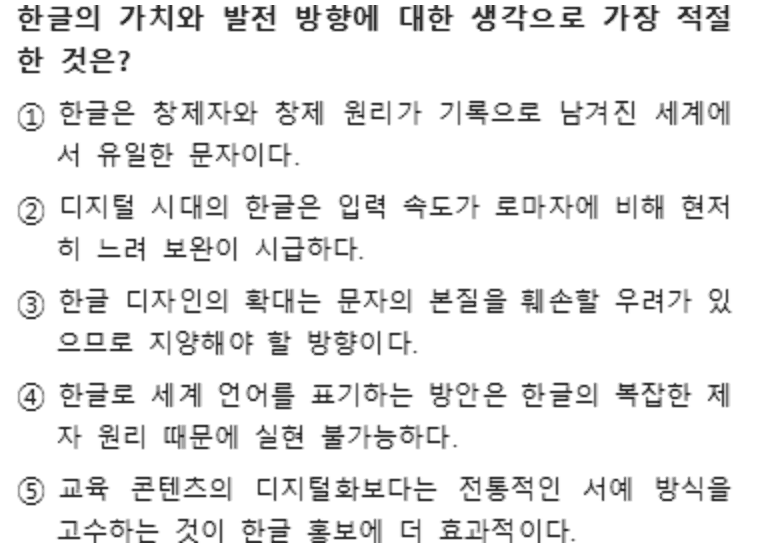 한글의 가치와 발전 방향에 대한 생각으로 가장 적절
한 것은?
① 한글은 창제자와 창제 원리가 기록으로 남겨진 세계에
서 유일한 문자이다.
② 디지털 시대의 한글은 입력 속도가 로마자에 비해 현저
히 느려 보완이 시급하다.
③ 한글 디자인의 확대는 문자의 본질을 훼손할 우려가 있
으므로 지양해야 할 방향이다.
④ 한글로 세계 언어를 표기하는 방안은 한글의 복잡한 제
자 원리 때문에 실현 불가능하다.
⑤ 교육 콘텐츠의 디지털화보다는 전통적인 서예 방식을
고수하는 것이 한글 홍보에 더 효과적이다.